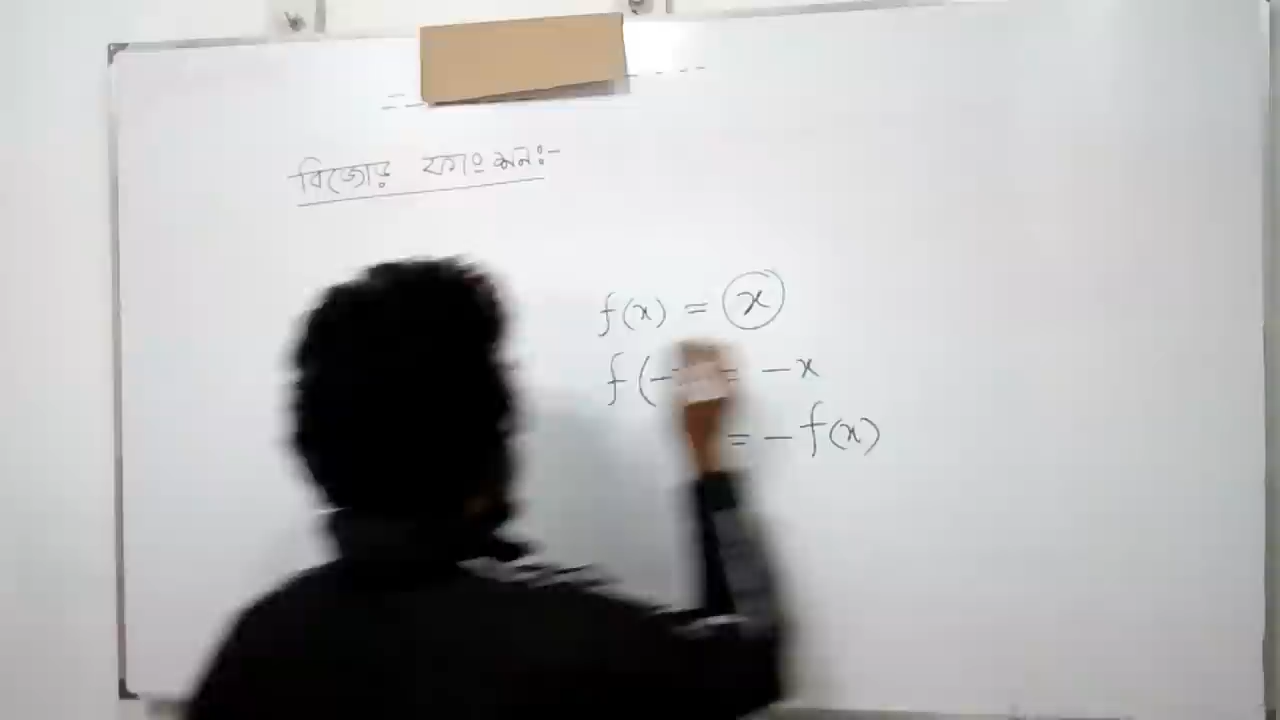 বিজোড় ফাংশন:-
f(x) = x
f(- = -x
= -f(x)